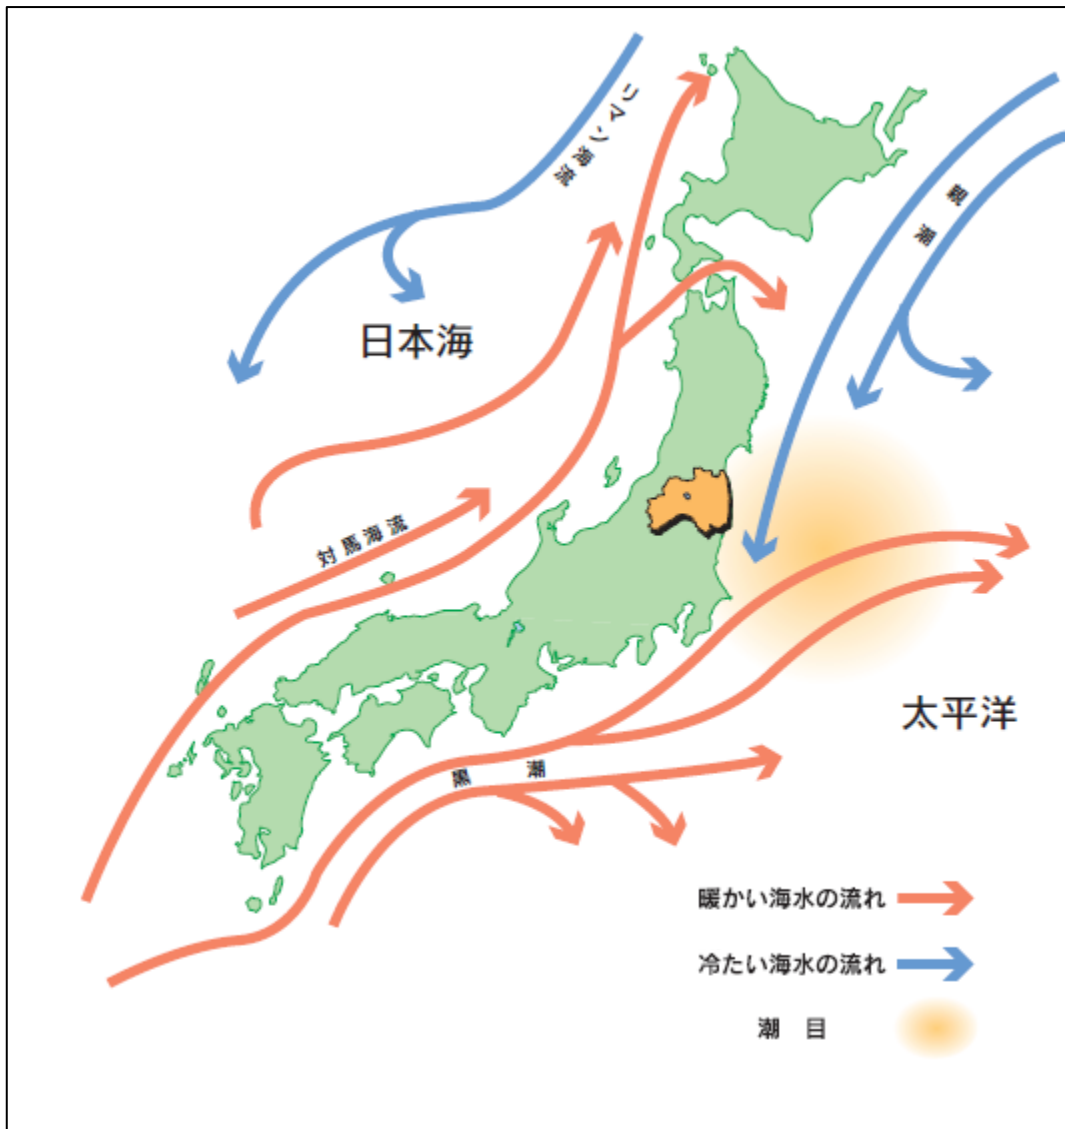 リマン海流
親潮
日本海
対馬海流
太平洋
黒潮
暖かい海水の流れ
冷たい海水の流れ
潮 目